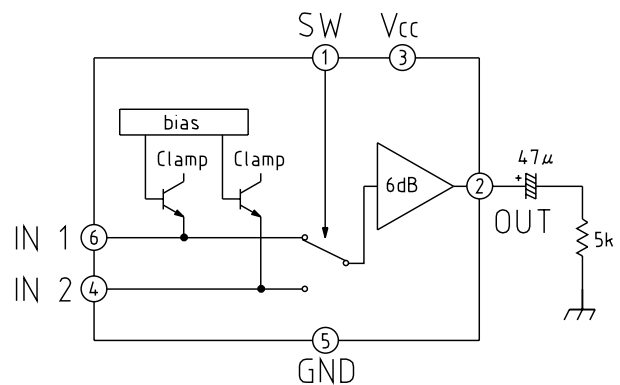 SW Vcc
1 3
bias
Clamp Clamp
47μ
+
6dB
2
OUT
IN 1 6
5k
IN 2 4
5
GND